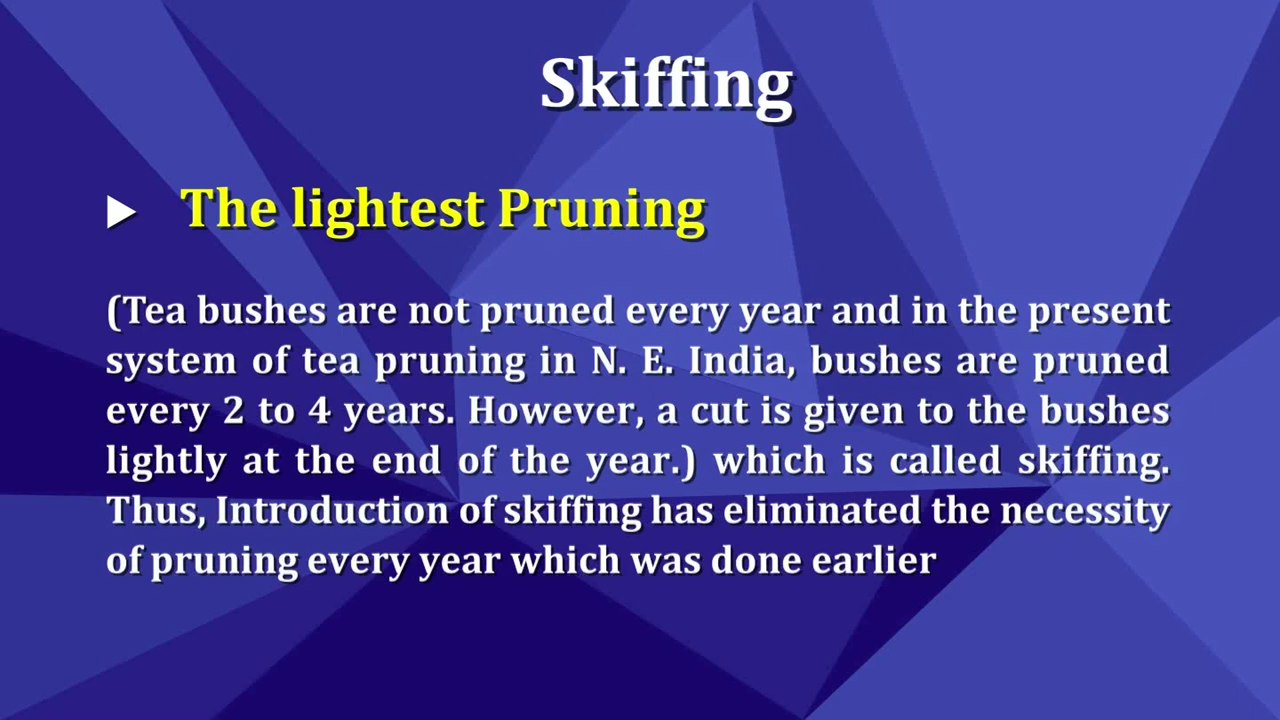 Skiffing
The lightest Pruning
(Tea bushes are not pruned every year and in the present
system of tea pruning in N. E. India, bushes are pruned
every 2 to 4 years. However, a cut is given to the bushes
lightly at the end of the year.) which is called skiffing.
Thus, Introduction of skiffing has eliminated the necessity
of pruning every year which was done earlier